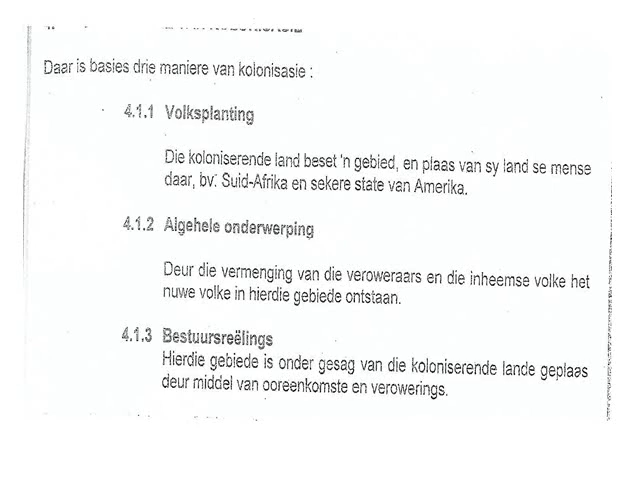 Daar is basies drie maniere van kolonisasie :
4.1.1 Volksplanting
Die koloniserende land beset 'n gebied, en plaas van sy land se mense
daar, bv. Suid-Afrika en sekere state van Amerika.
4.1.2 Algehele onderwerping
Deur die vermenging van die veroweraars en die inheemse volke het
nuwe volke in hierdie gebiede ontstaan.
4.1.3 Bestuursreëlings
Hierdie gebiede is onder gesag van die koloniserende lande geplaas
deur middel van ooreenkomste en verowerings.